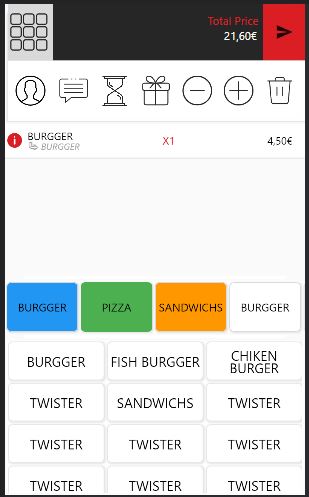 Total Price
21,60€
i BURGGER X1 4,50€
BURGGER
BURGGER PIZZA SANDWICHS BURGGER
BURGGER FISH BURGGER CHIKEN
BURGER
TWISTER SANDWICHS TWISTER
TWISTER TWISTER TWISTER
TWISTER TWISTER TWISTER